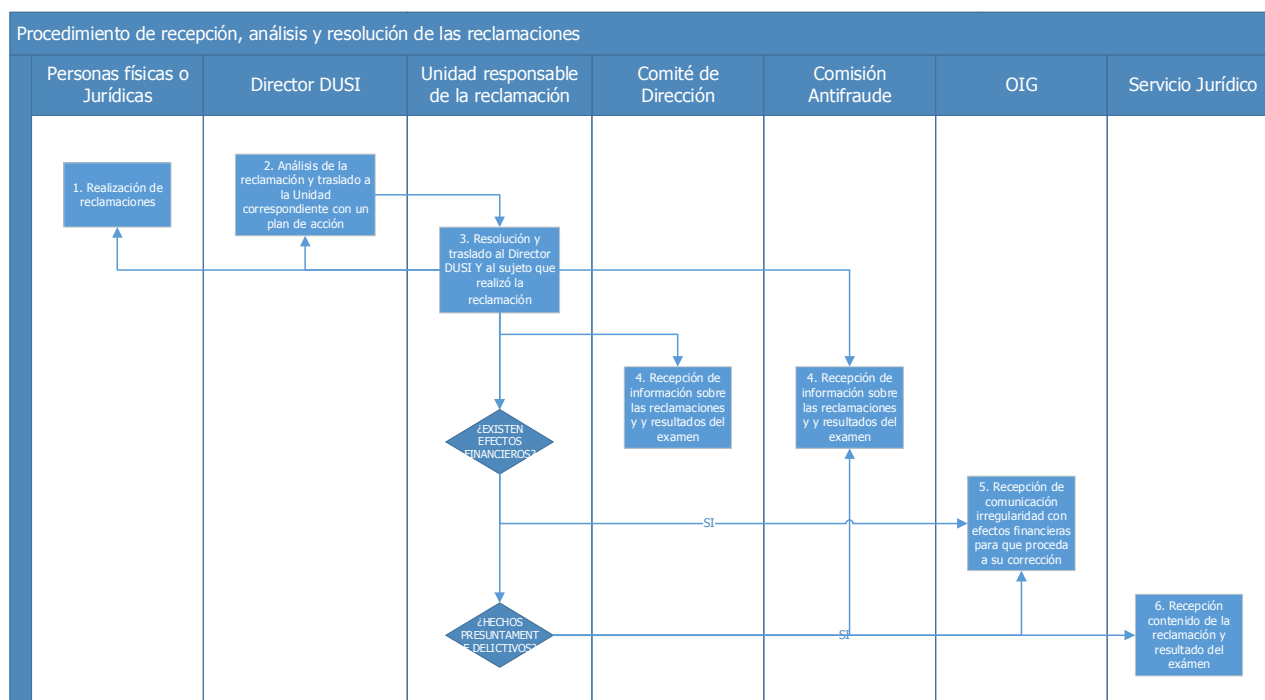 Procedimiento de recepción, análisis y resolución de las reclamaciones
Personas físicas o
Jurídicas
Director DUSI
Unidad responsable
de la reclamación
Comité de
Dirección
Comisión
Antifraude
OIG
Servicio Jurídico
1. Realización de
reclamaciones
2. Análisis de la
reclamación y traslado a
la Unidad
correspondiente con un
plan de acción
3. Resolución y
traslado al Director
DUSI Y al sujeto que
realizó la
reclamación
4. Recepción de
información sobre
las reclamaciones
y y resultados del
examen
4. Recepción de
información sobre
las reclamaciones
y y resultados del
examen
¿EXISTEN
EFECTOS
FINANCIEROS?
SI
5. Recepción de
comunicación
irregularidad con
efectos financieras
para que proceda
a su corrección
¿HECHOS
PRESUNTAMENT
E DELICTIVOS?
SI
6. Recepción
contenido de la
reclamación y
resultado del
exámen